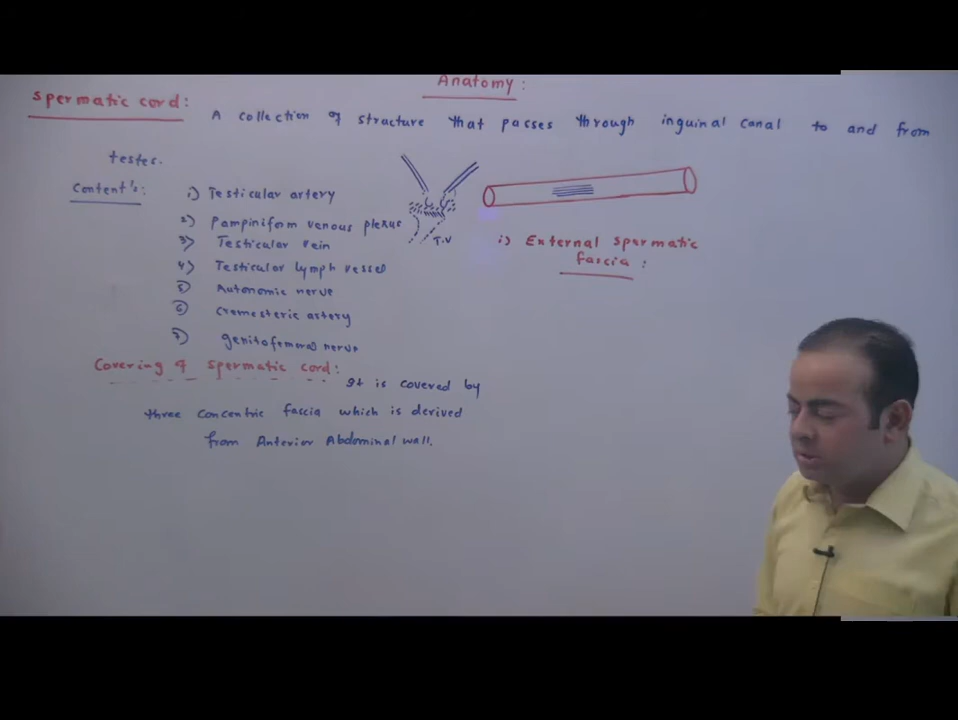 Anatomy:
Spermatic cord: A collection of structure that passes through inguinal canal to and from
testes.
Content's: 1) Testicular artery
2) Pampiniform venous plexus
3) Testicular vein
4) Testicular lymph vessel
5) Autonomic nerve
6) Cremesteric artery
7) genitofemoral nerve
T.V
i) External spermatic
fascia:
Covering of spermatic cord: It is covered by
three concentric fascia which is derived
from Anterior Abdominal wall.